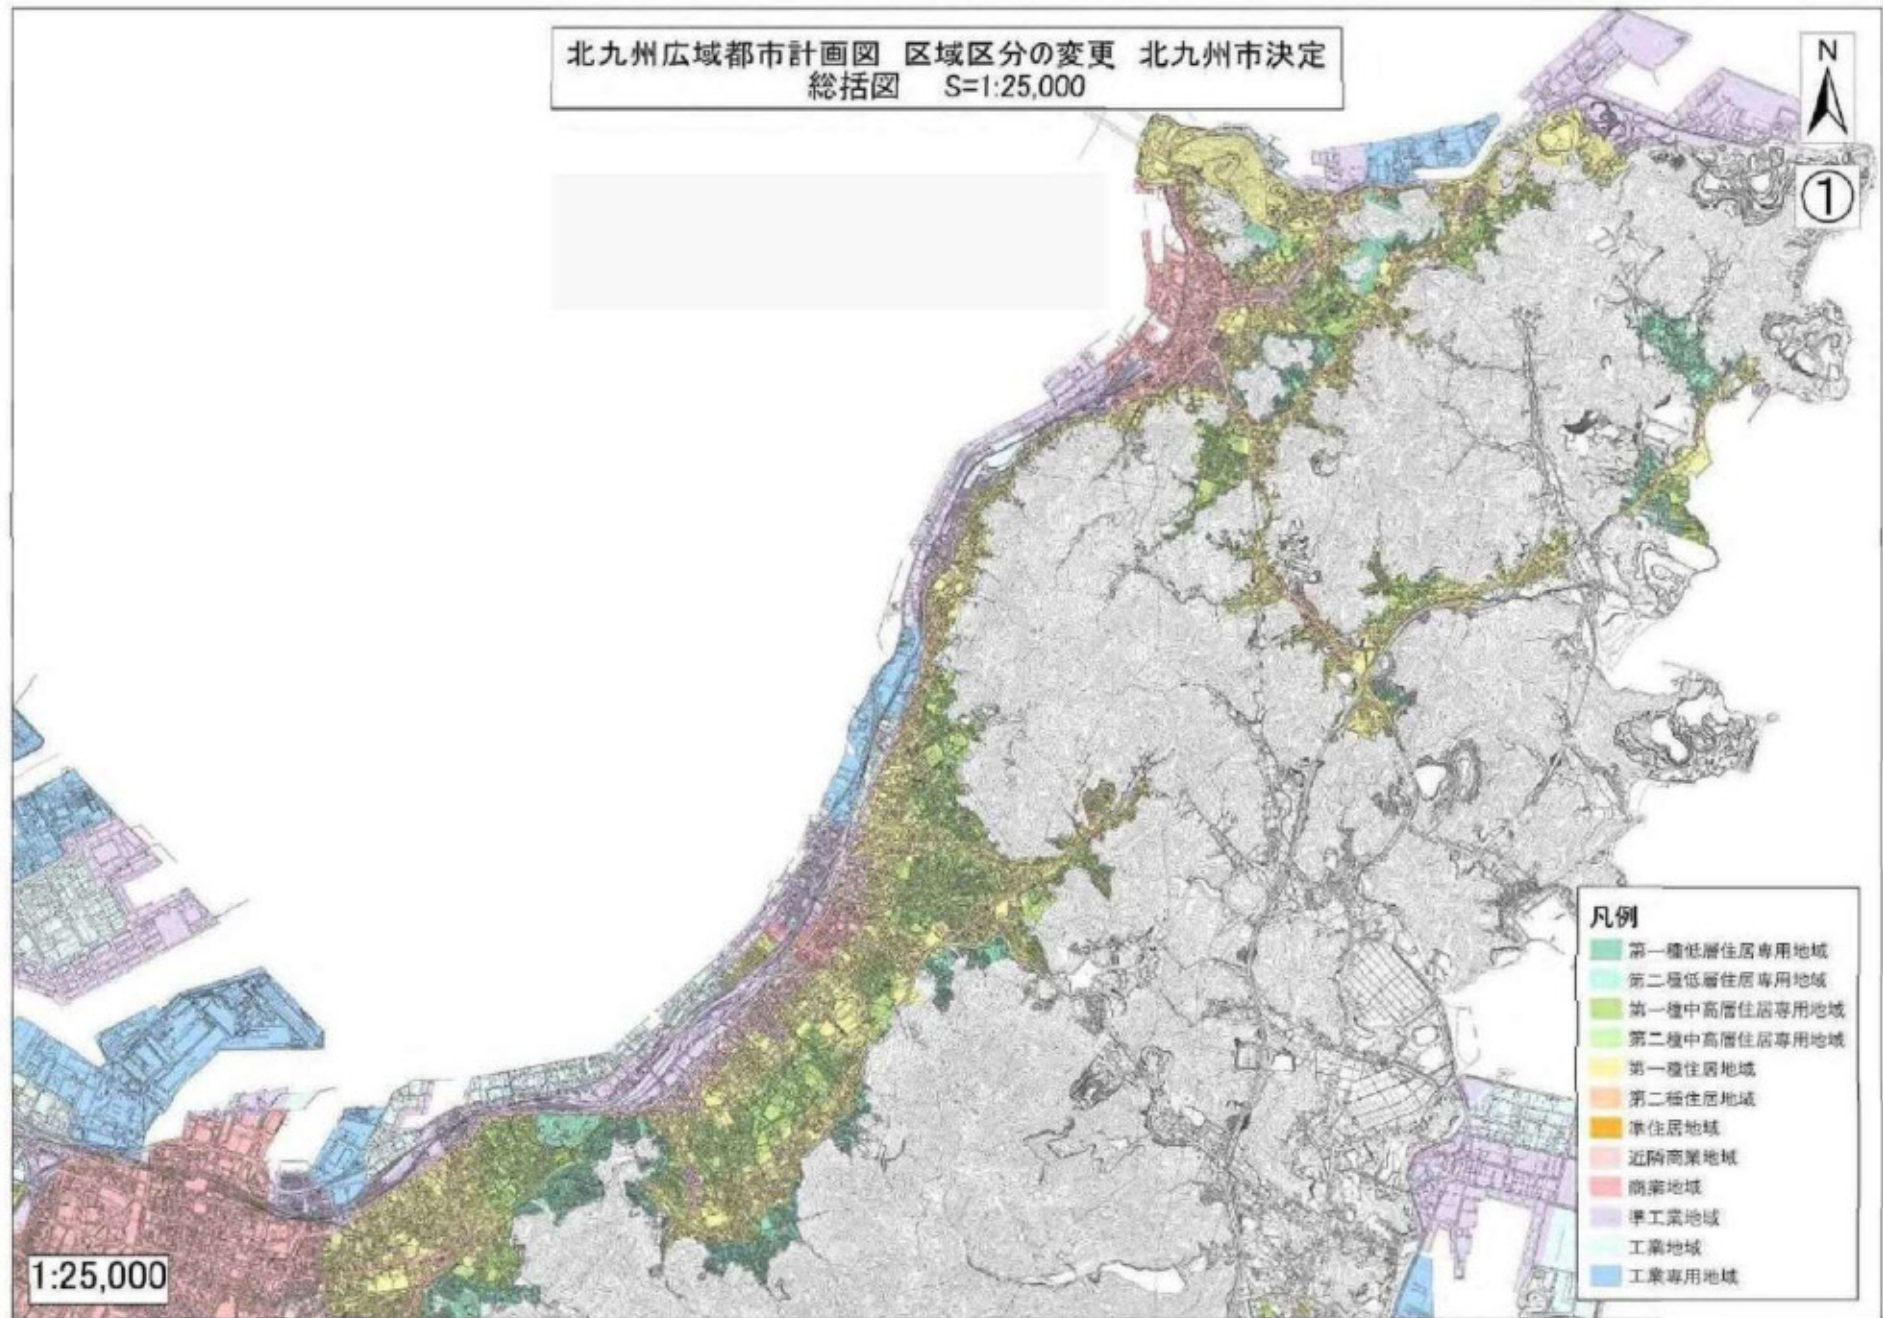 北九州広域都市計画図 区域区分の変更 北九州市決定
総括図 S=1:25,000
N
①
凡例
第一種低層住居専用地域
第二種低層住居専用地域
第一種中高層住居専用地域
第二種中高層住居専用地域
第一種住居地域
第二種住居地域
準住居地域
近隣商業地域
商業地域
準工業地域
工業地域
工業専用地域
1:25,000